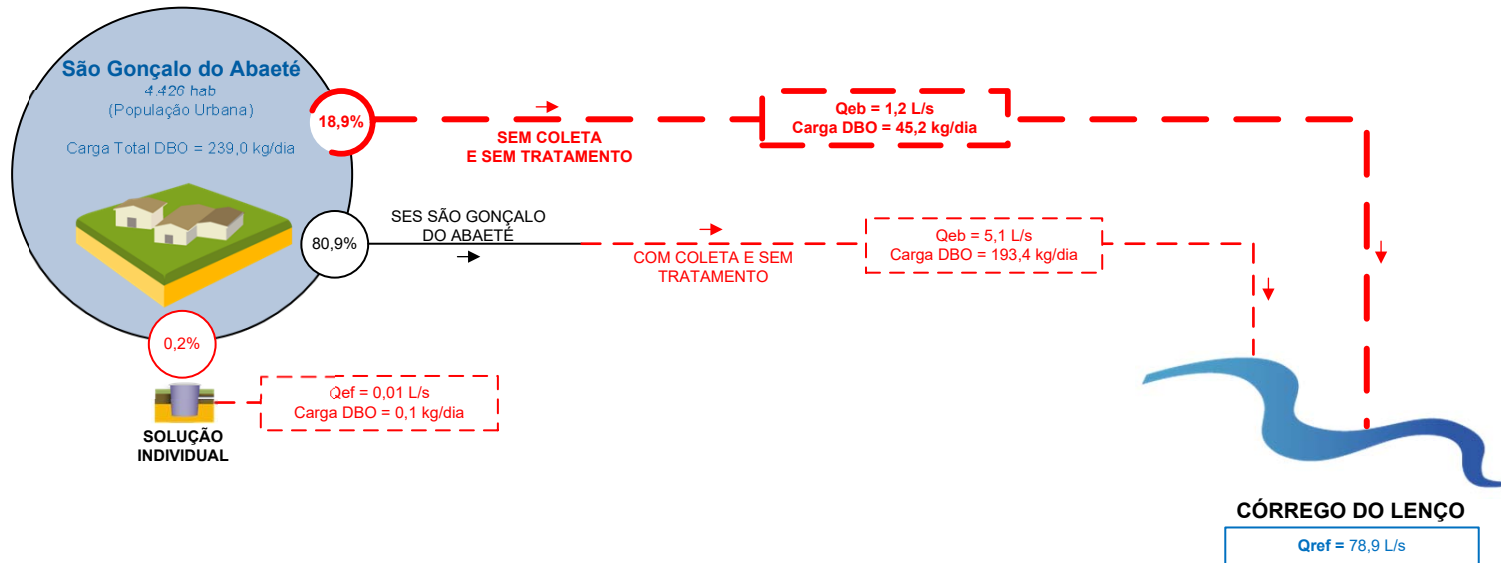 São Gonçalo do Abaeté
4.426 hab
(População Urbana)
Carga Total DBO = 239,0 kg/dia
18,9%
SEM COLETA
E SEM TRATAMENTO
Qeb = 1,2 L/s
Carga DBO = 45,2 kg/dia
80,9%
SES SÃO GONÇALO
DO ABAETÉ
COM COLETA E SEM
TRATAMENTO
Qeb = 5,1 L/s
Carga DBO = 193,4 kg/dia
0,2%
SOLUÇÃO
INDIVIDUAL
Qef = 0,01 L/s
Carga DBO = 0,1 kg/dia
CÓRREGO DO LENÇO
Qref = 78,9 L/s